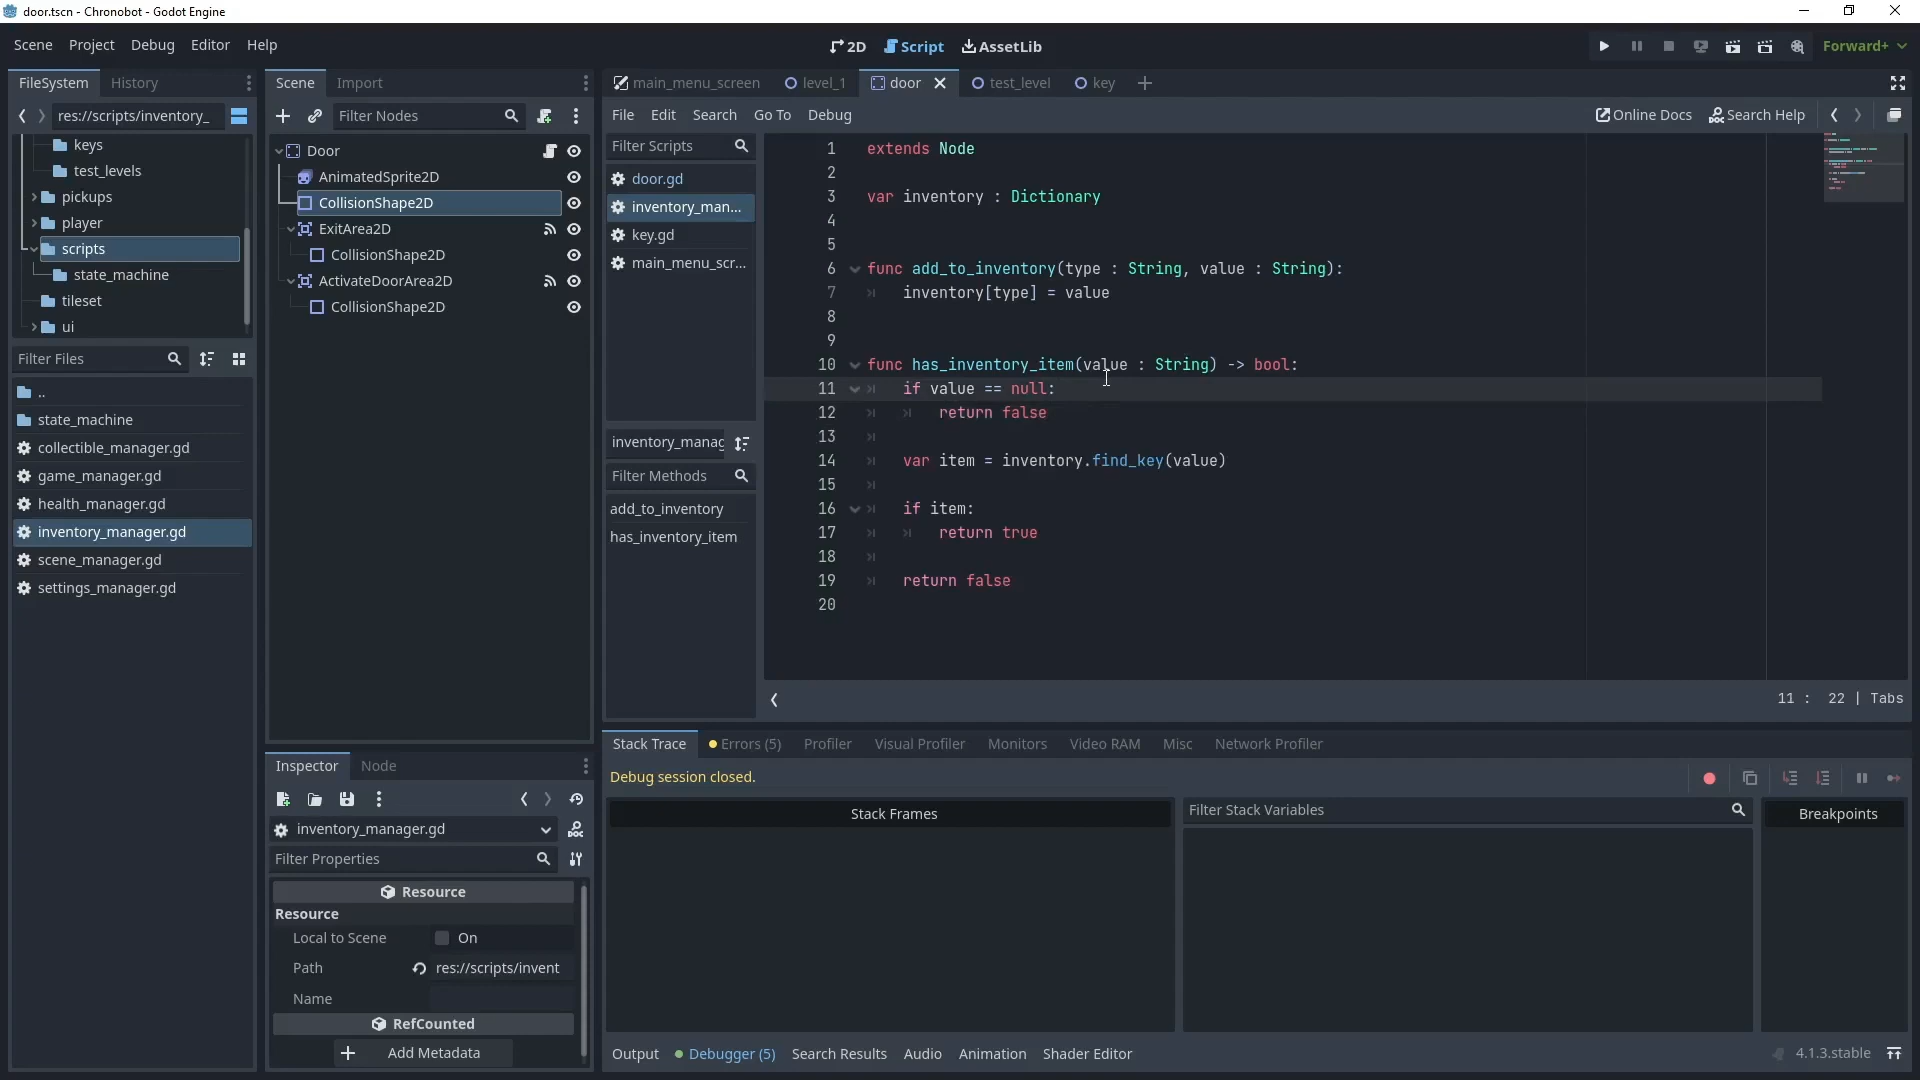 door.tscn - Chronobot - Godot Engine
Scene Project Debug Editor Help
2D Script AssetLib
Forward+
FileSystem History
res://scripts/inventory_
keys
test_levels
pickups
player
scripts
state_machine
tileset
ui
Filter Files
..
state_machine
collectible_manager.gd
game_manager.gd
health_manager.gd
inventory_manager.gd
scene_manager.gd
settings_manager.gd
Scene Import
Filter Nodes
Door
AnimatedSprite2D
CollisionShape2D
ExitArea2D
CollisionShape2D
ActivateDoorArea2D
CollisionShape2D
Inspector Node
inventory_manager.gd
Filter Properties
Resource
Resource
Local to Scene On
Path res://scripts/invent
Name
RefCounted
Add Metadata
main_menu_screen level_1 door test_level key
File Edit Search Go To Debug
Online Docs Search Help
Filter Scripts
door.gd
inventory_man...
key.gd
main_menu_scr...
inventory_manag
Filter Methods
add_to_inventory
has_inventory_item
1 extends Node
2
3 var inventory : Dictionary
4
5
6 func add_to_inventory(type : String, value : String):
7 inventory[type] = value
8
9
10 func has_inventory_item(value : String) -> bool:
11 if value == null:
12 return false
13
14 var item = inventory.find_key(value)
15
16 if item:
17 return true
18
19 return false
20
11 : 22 | Tabs
Stack Trace Errors (5) Profiler Visual Profiler Monitors Video RAM Misc Network Profiler
Debug session closed.
Stack Frames
Filter Stack Variables
Breakpoints
Output Debugger (5) Search Results Audio Animation Shader Editor
4.1.3.stable